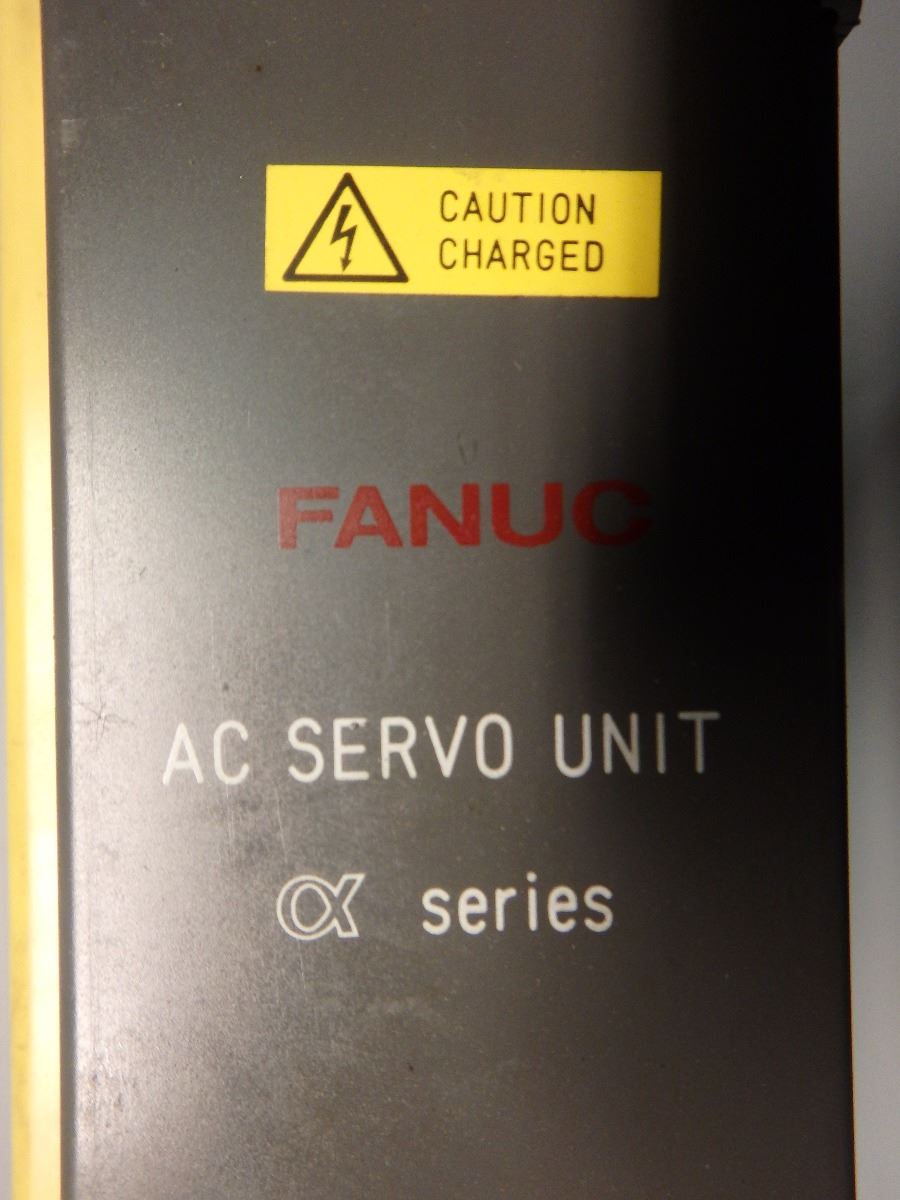 CAUTION
CHARGED
FANUC
AC SERVO UNIT
α series